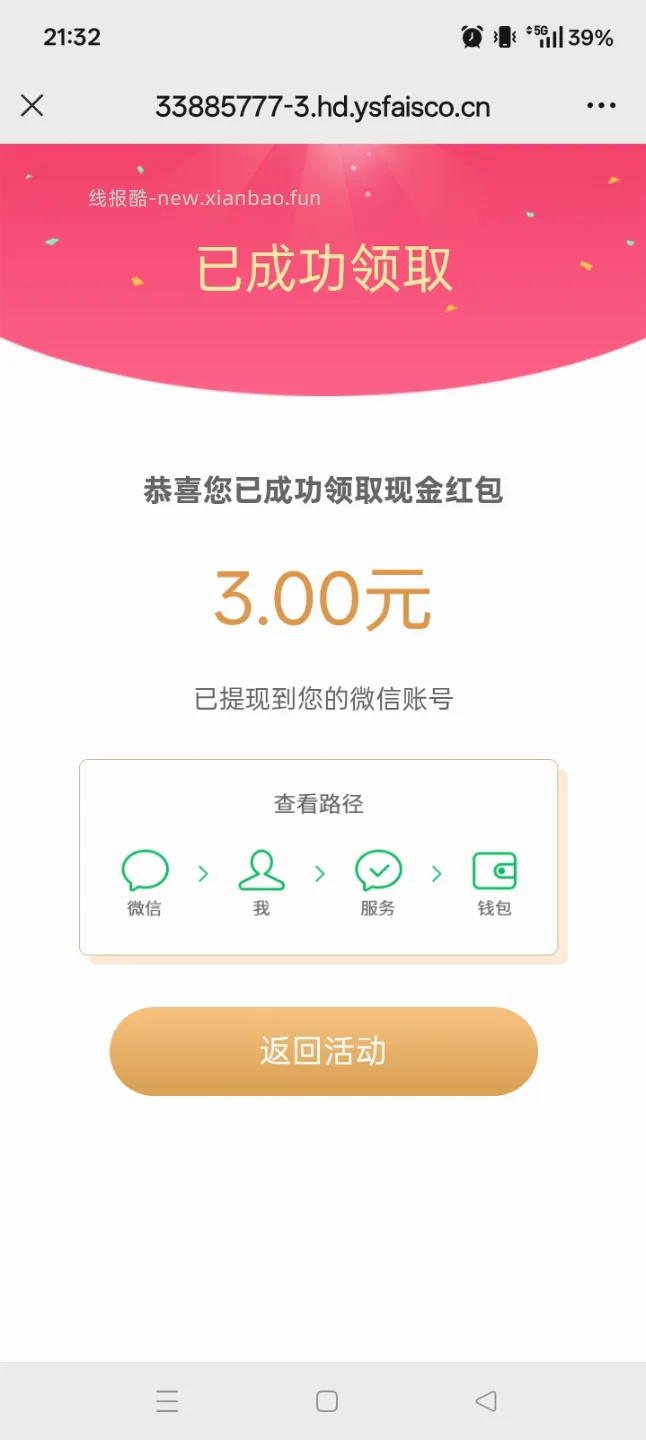 21:32
5G 39%
33885777-3.hd.ysfaisco.cn
线报酷-new.xianbao.fun
已成功领取
恭喜您已成功领取现金红包
3.00元
已提现到您的微信账号
查看路径
微信 我 服务 钱包
返回活动